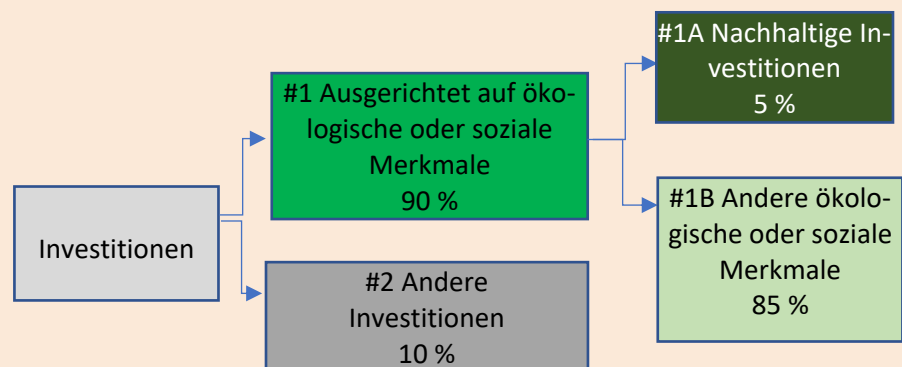 Investitionen
#1 Ausgerichtet auf öko-
logische oder soziale
Merkmale
90 %
#2 Andere
Investitionen
10 %
#1A Nachhaltige In-
vestitionen
5 %
#1B Andere ökolo-
gische oder soziale
Merkmale
85 %